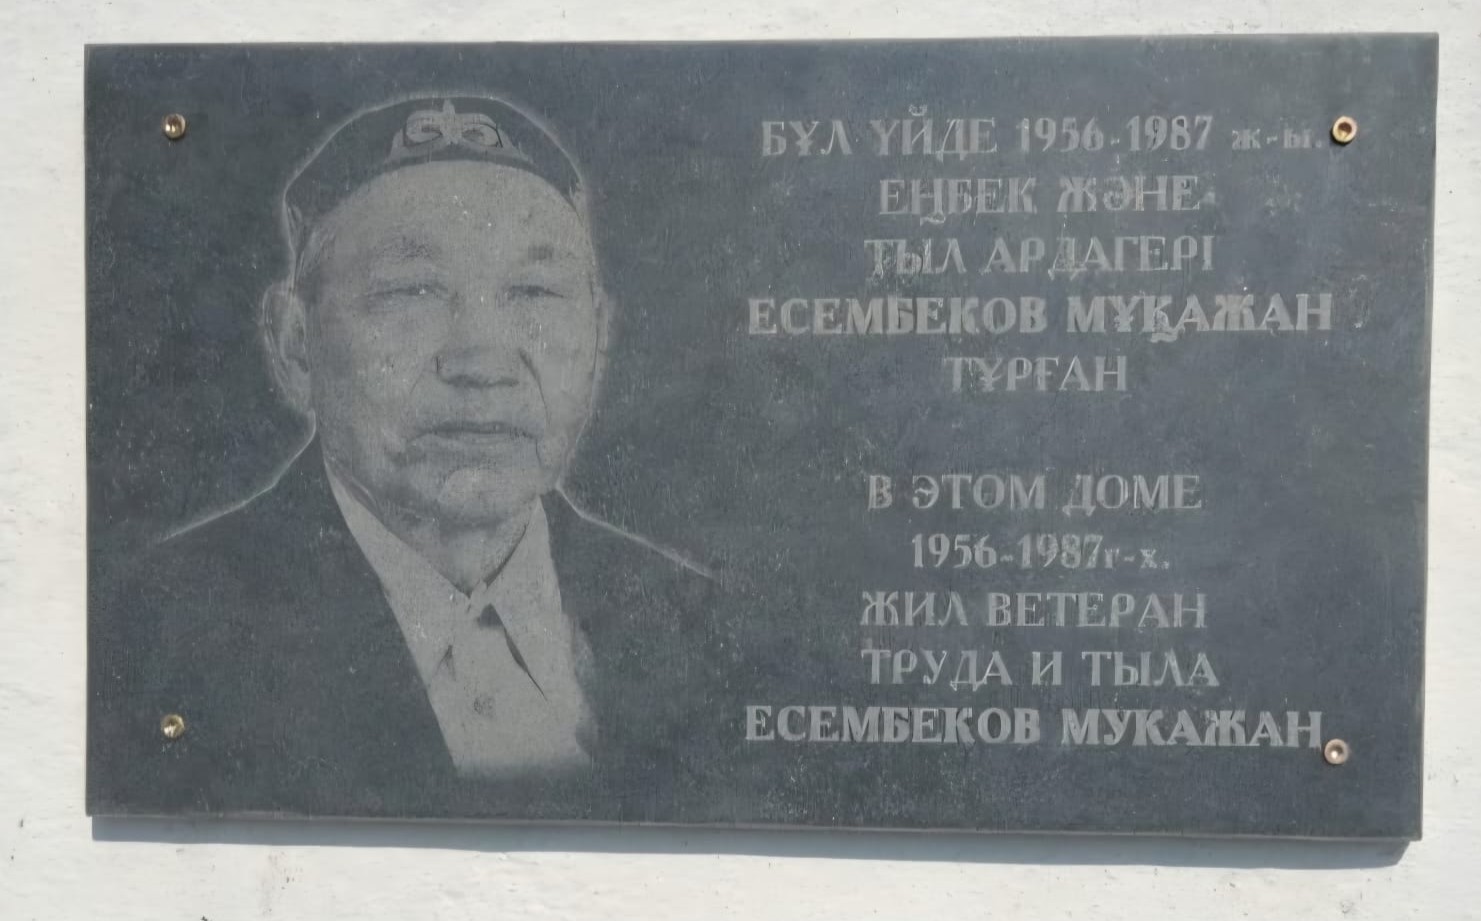 БҰЛ ҮЙДЕ 1956-1987 ж-ы.
ЕҢБЕК ЖӘНЕ
ТЫЛ АРДАГЕРІ
ЕСЕМБЕКОВ МҰҚАЖАН
ТҰРҒАН
В ЭТОМ ДОМЕ
1956-1987г-х.
ЖИЛ ВЕТЕРАН
ТРУДА И ТЫЛА
ЕСЕМБЕКОВ МУКАЖАН